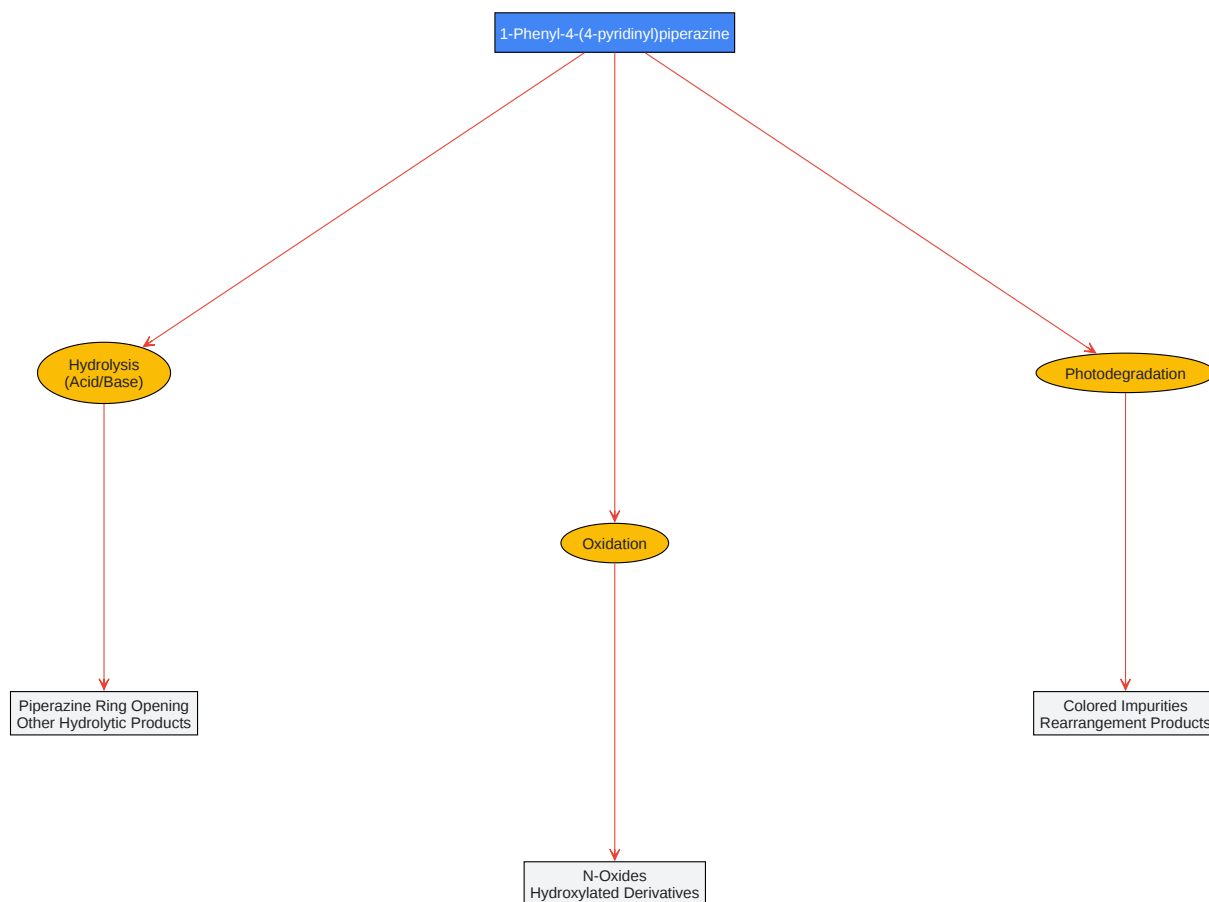 1-Phenyl-4-(4-pyridinyl)piperazine
Hydrolysis
(Acid/Base)
Photodegradation
Oxidation
Piperazine Ring Opening
Other Hydrolytic Products
Colored Impurities
Rearrangement Products
N-Oxides
Hydroxylated Derivatives